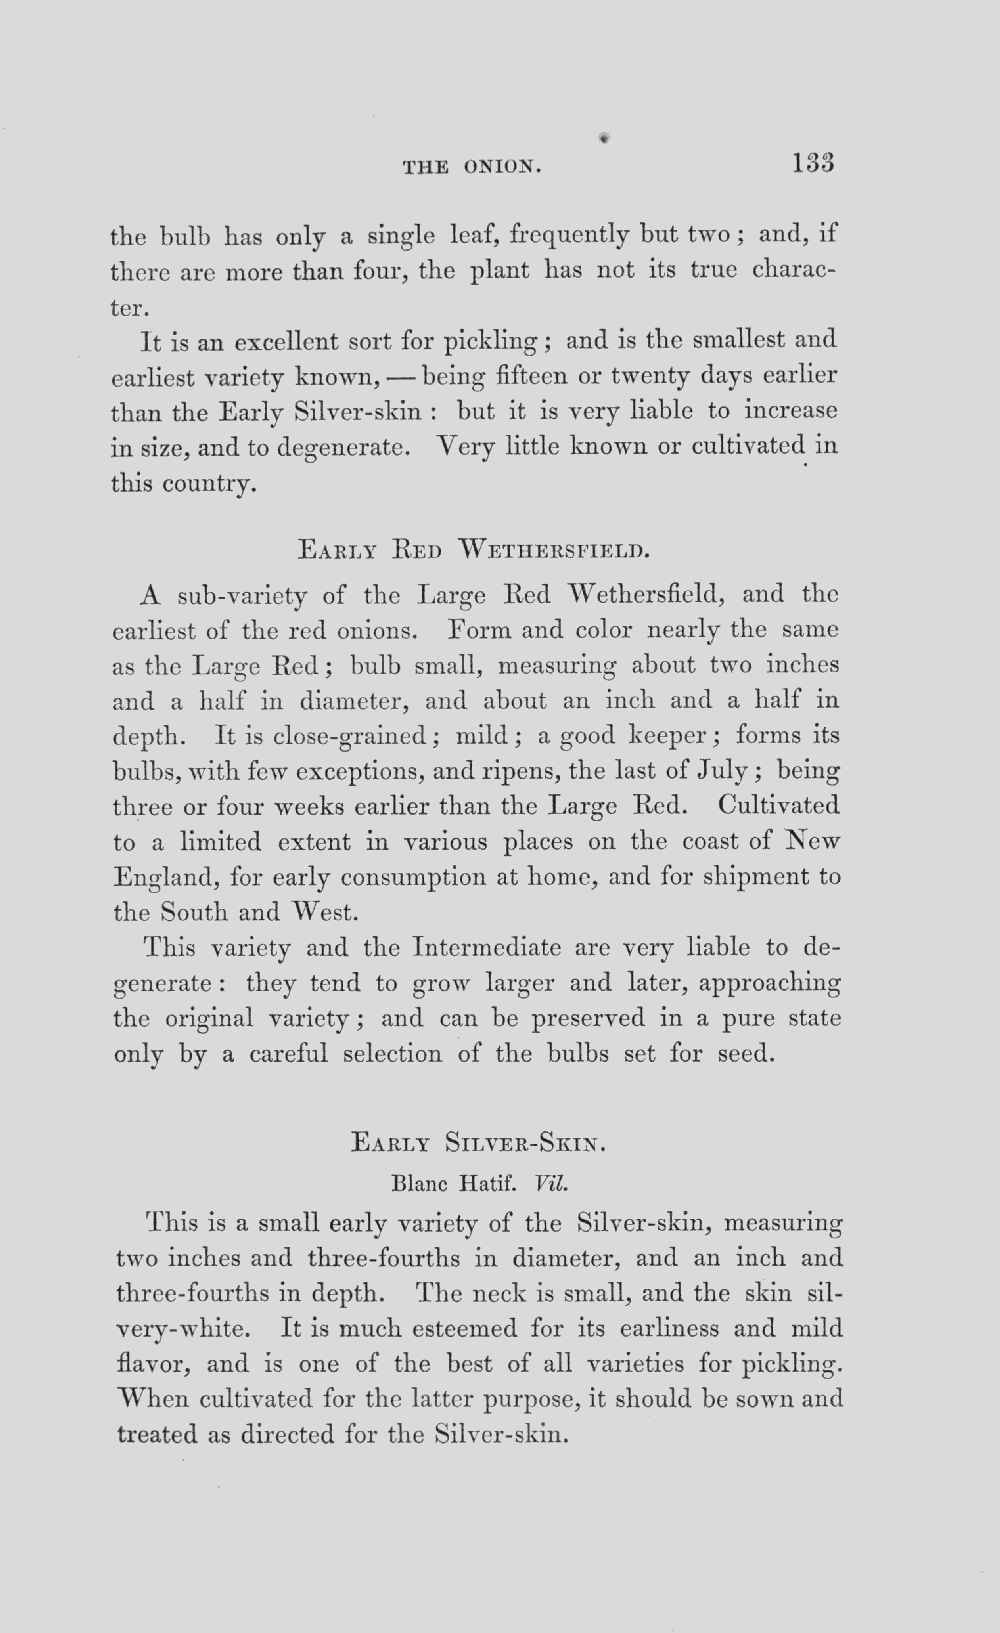 THE ONION. 133
the bulb has only a single leaf, frequently but two; and, if
there are more than four, the plant has not its true charac-
ter.
It is an excellent sort for pickling; and is the smallest and
earliest variety known, — being fifteen or twenty days earlier
than the Early Silver-skin: but it is very liable to increase
in size, and to degenerate. Very little known or cultivated in
this country.
EARLY RED WETHERSFIELD.
A sub-variety of the Large Red Wethersfield, and the
earliest of the red onions. Form and color nearly the same
as the Large Red; bulb small, measuring about two inches
and a half in diameter, and about an inch and a half in
depth. It is close-grained; mild; a good keeper; forms its
bulbs, with few exceptions, and ripens, the last of July; being
three or four weeks earlier than the Large Red. Cultivated
to a limited extent in various places on the coast of New
England, for early consumption at home, and for shipment to
the South and West.
This variety and the Intermediate are very liable to de-
generate: they tend to grow larger and later, approaching
the original variety; and can be preserved in a pure state
only by a careful selection of the bulbs set for seed.
EARLY SILVER-SKIN.
Blanc Hatif. Vil.
This is a small early variety of the Silver-skin, measuring
two inches and three-fourths in diameter, and an inch and
three-fourths in depth. The neck is small, and the skin sil-
very-white. It is much esteemed for its earliness and mild
flavor, and is one of the best of all varieties for pickling.
When cultivated for the latter purpose, it should be sown and
treated as directed for the Silver-skin.